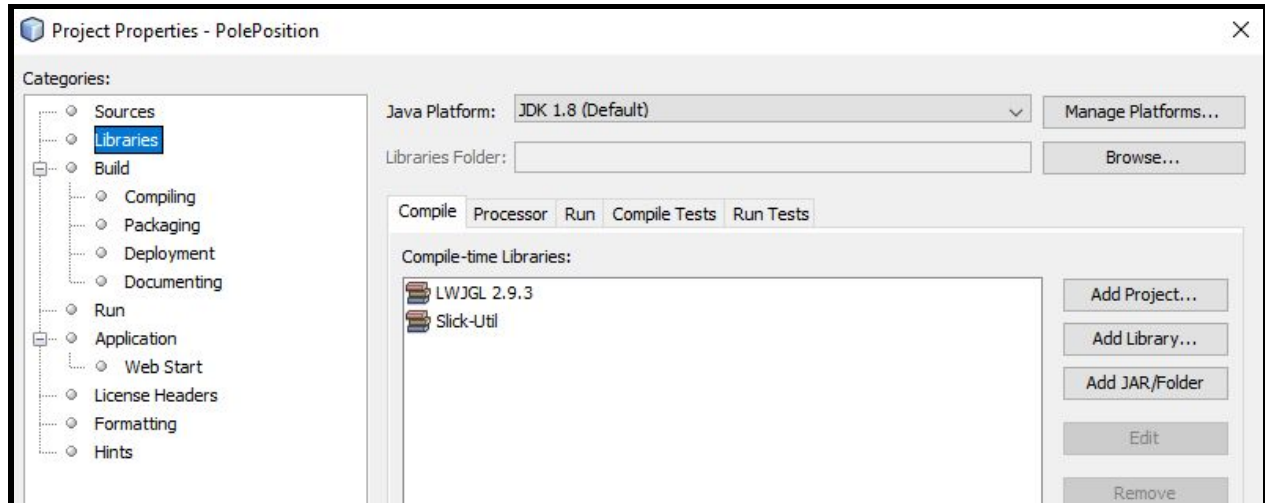 Project Properties - PolePosition
Categories:
Sources
Libraries
Build
Compiling
Packaging
Deployment
Documenting
Run
Application
Web Start
License Headers
Formatting
Hints
Java Platform: JDK 1.8 (Default) Manage Platforms...
Libraries Folder: Browse...
Compile Processor Run Compile Tests Run Tests
Compile-time Libraries:
LWJGL 2.9.3
Slick-Util
Add Project...
Add Library...
Add JAR/Folder
Edit
Remove